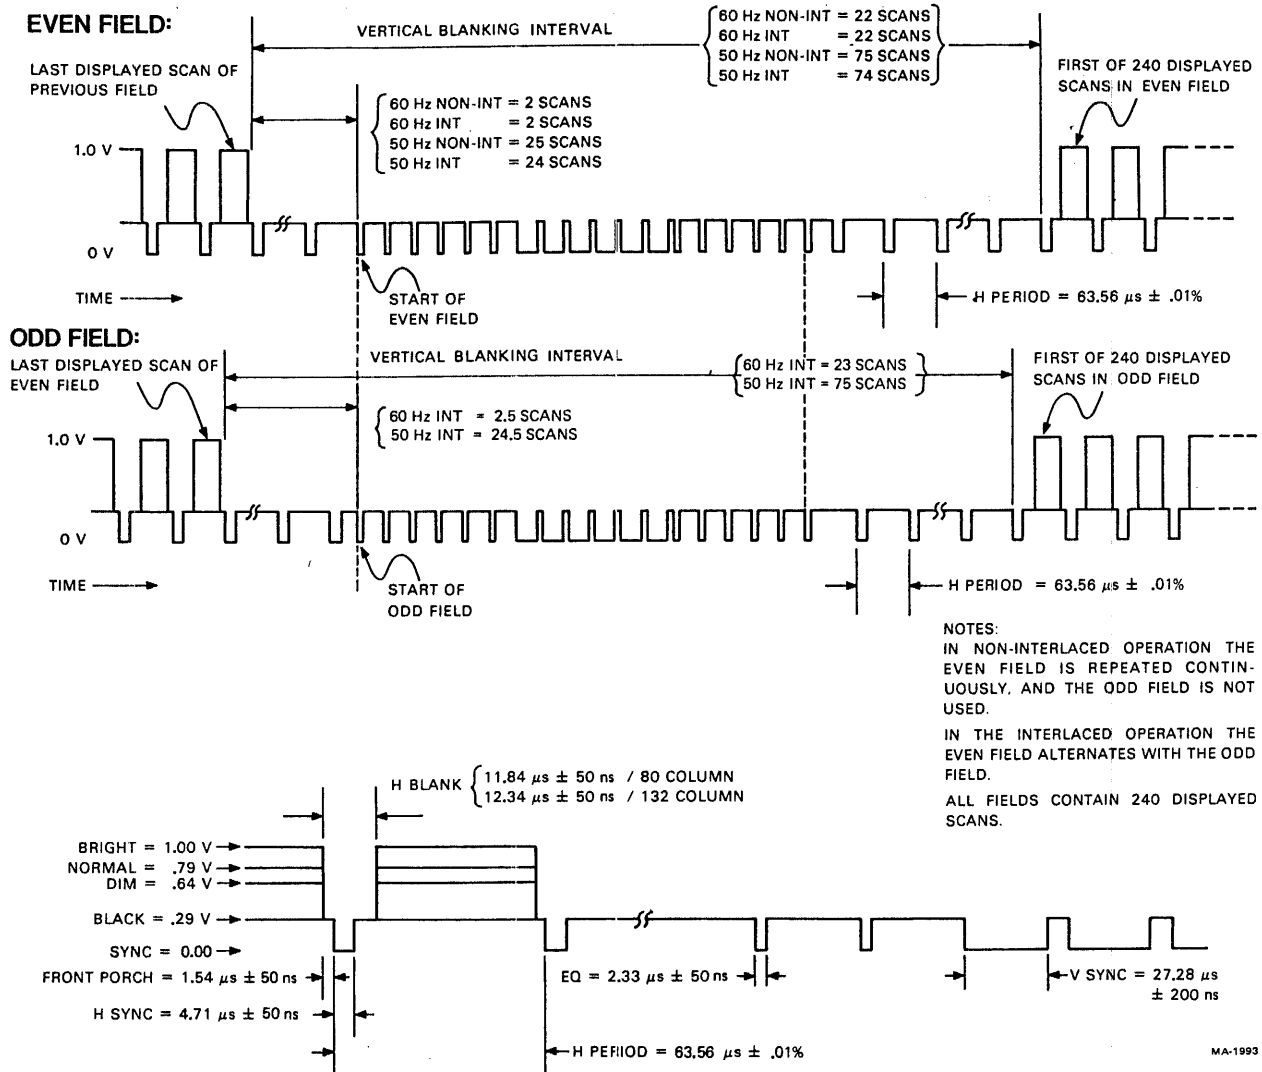 EVEN FIELD:
VERTICAL BLANKING INTERVAL
60 Hz NON-INT = 22 SCANS
60 Hz INT = 22 SCANS
50 Hz NON-INT = 75 SCANS
50 Hz INT = 74 SCANS
LAST DISPLAYED SCAN OF
PREVIOUS FIELD
FIRST OF 240 DISPLAYED
SCANS IN EVEN FIELD
60 Hz NON-INT = 2 SCANS
60 Hz INT = 2 SCANS
50 Hz NON-INT = 25 SCANS
50 Hz INT = 24 SCANS
1.0 V
0 V
TIME
START OF
EVEN FIELD
H PERIOD = 63.56 μs ± .01%
ODD FIELD:
LAST DISPLAYED SCAN OF
EVEN FIELD
VERTICAL BLANKING INTERVAL
60 Hz INT = 23 SCANS
50 Hz INT = 75 SCANS
FIRST OF 240 DISPLAYED
SCANS IN ODD FIELD
60 Hz INT = 2.5 SCANS
50 Hz INT = 24.5 SCANS
1.0 V
0 V
TIME
START OF
ODD FIELD
H PERIOD = 63.56 μs ± .01%
NOTES:
IN NON-INTERLACED OPERATION THE
EVEN FIELD IS REPEATED CONTIN-
UOUSLY, AND THE ODD FIELD IS NOT
USED.
IN THE INTERLACED OPERATION THE
EVEN FIELD ALTERNATES WITH THE ODD
FIELD.
ALL FIELDS CONTAIN 240 DISPLAYED
SCANS.
H BLANK
11.84 μs ± 50 ns / 80 COLUMN
12.34 μs ± 50 ns / 132 COLUMN
BRIGHT = 1.00 V
NORMAL = .79 V
DIM = .64 V
BLACK = .29 V
SYNC = 0.00
FRONT PORCH = 1.54 μs ± 50 ns
EQ = 2.33 μs ± 50 ns
V SYNC = 27.28 μs
± 200 ns
H SYNC = 4.71 μs ± 50 ns
H PERIOD = 63.56 μs ± .01%
MA-1993